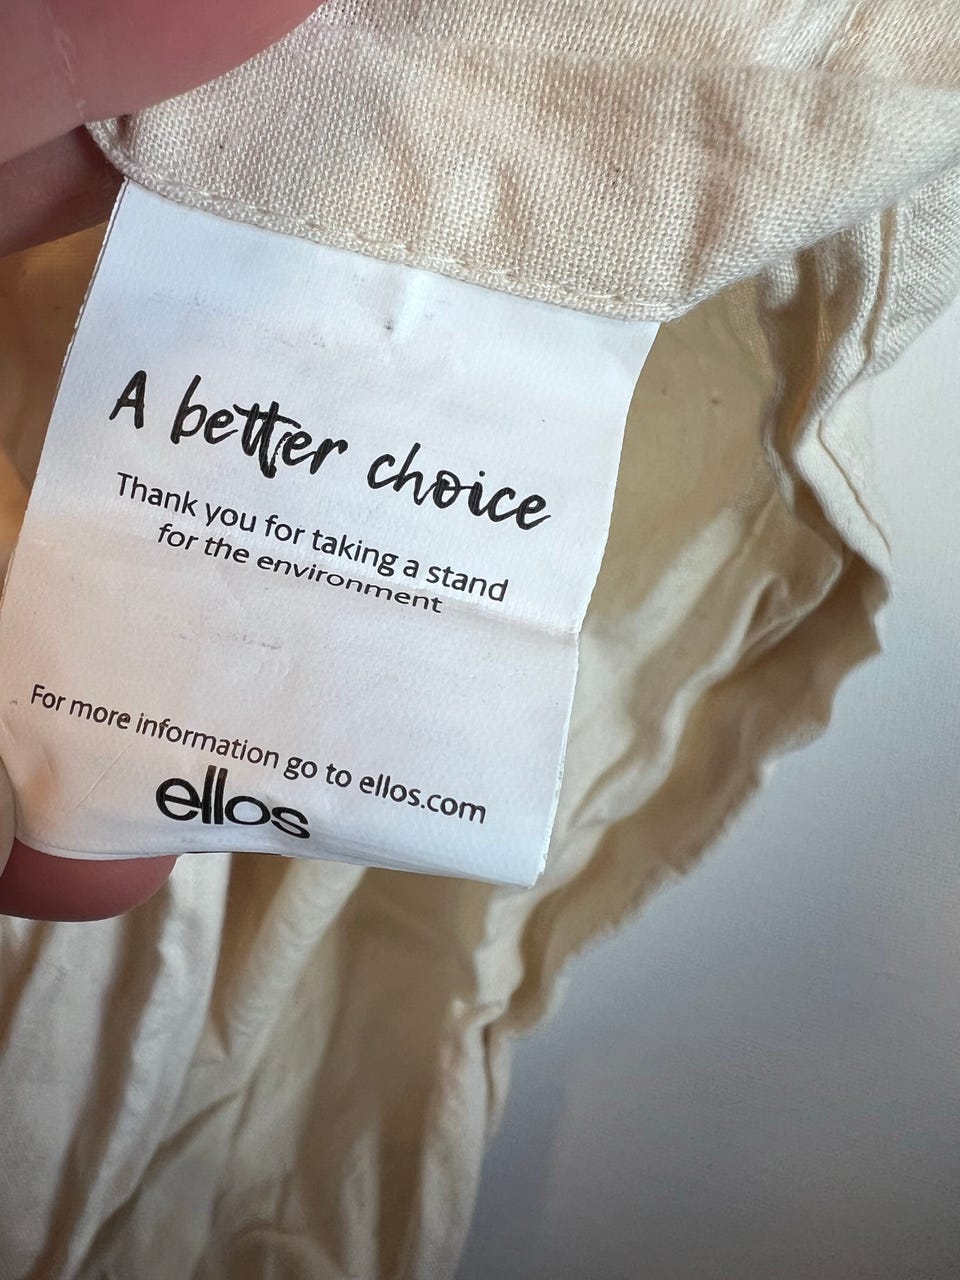 A better choice
Thank you for taking a stand
for the environment
For more information go to ellos.com
ellos